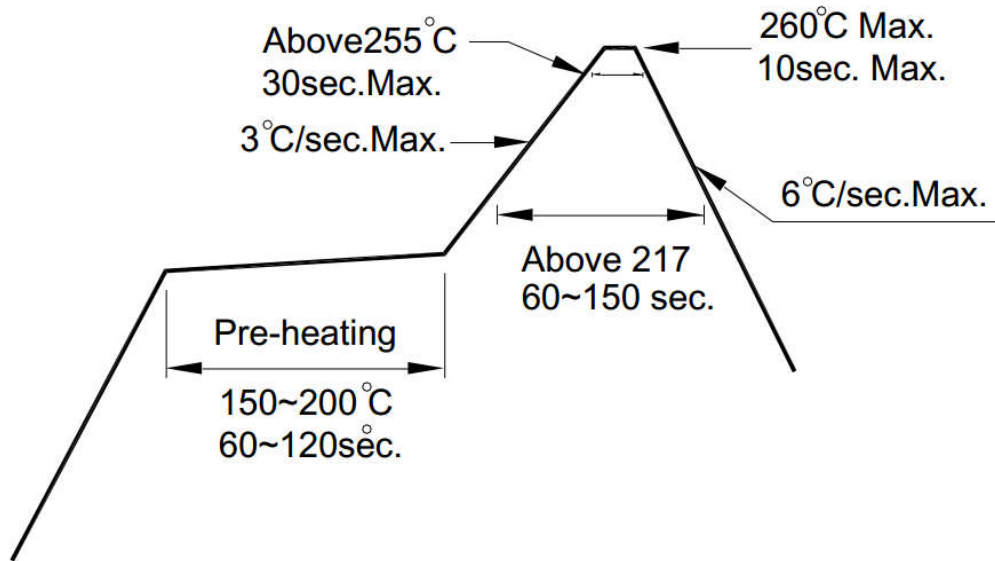 Above255°C
30sec.Max.
260°C Max.
10sec. Max.
3°C/sec.Max.
6°C/sec.Max.
Above 217
60~150 sec.
Pre-heating
150~200°C
60~120sec.